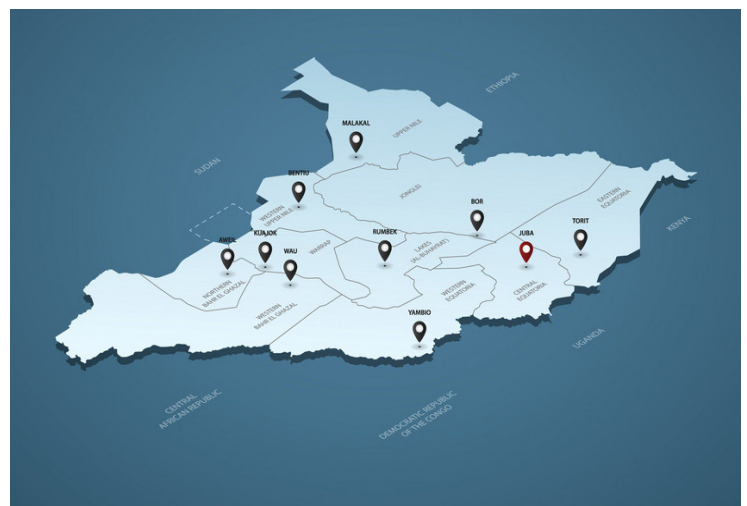 ETHIOPIA
MALAKAL
UPPER NILE
SUDAN
BENTIU
JONGLEI
EASTERN
EQUATORIA
WESTERN
UPPER NILE
BOR
TORIT
KENYA
AWEIL
KUAJOK
WAU
WARRAP
RUMBEK
LAKES
(AL-BUHAYRAT)
JUBA
NORTHERN
BAHR EL GHAZAL
WESTERN
EQUATORIA
CENTRAL
EQUATORIA
WESTERN
BAHR EL GHAZAL
YAMBIO
UGANDA
CENTRAL
AFRICAN REPUBLIC
DEMOCRATIC REPUBLIC
OF THE CONGO